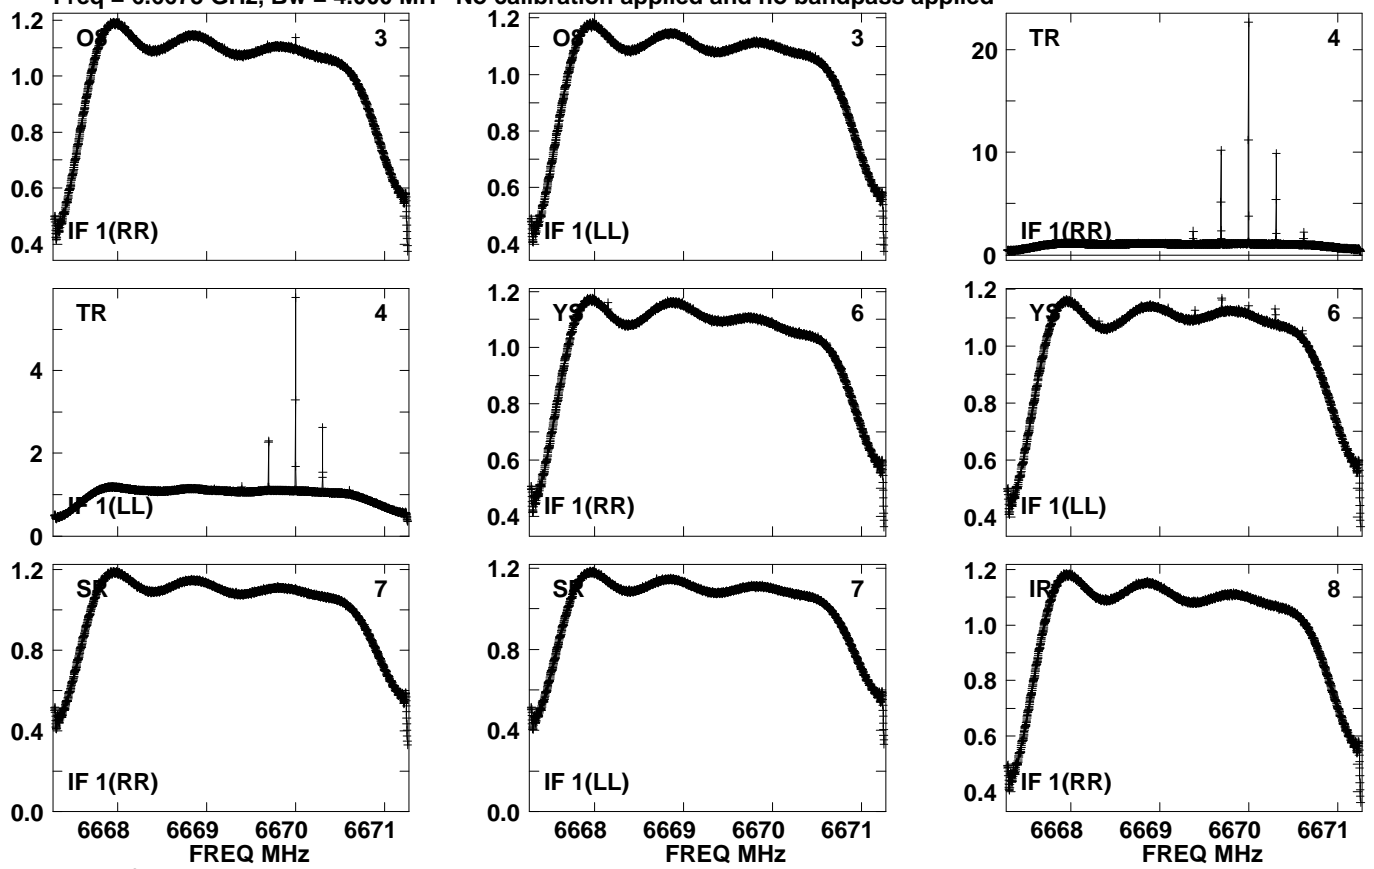 No calibration applied and no bandpass applied
OS 3
1.2
1.0
0.8
0.6
0.4
IF 1(RR)
OS 3
1.2
1.0
0.8
0.6
0.4
IF 1(LL)
TR 4
20
10
0
IF 1(RR)
TR 4
4
2
0
IF 1(LL)
YS 6
1.2
1.0
0.8
0.6
0.4
IF 1(RR)
YS 6
1.2
1.0
0.8
0.6
0.4
IF 1(LL)
SR 7
1.2
0.8
0.4
0.0
IF 1(RR)
6668 6669 6670 6671
FREQ MHz
SR 7
1.2
0.8
0.4
0.0
IF 1(LL)
6668 6669 6670 6671
FREQ MHz
IR 8
1.2
1.0
0.8
0.6
0.4
IF 1(RR)
6668 6669 6670 6671
FREQ MHz